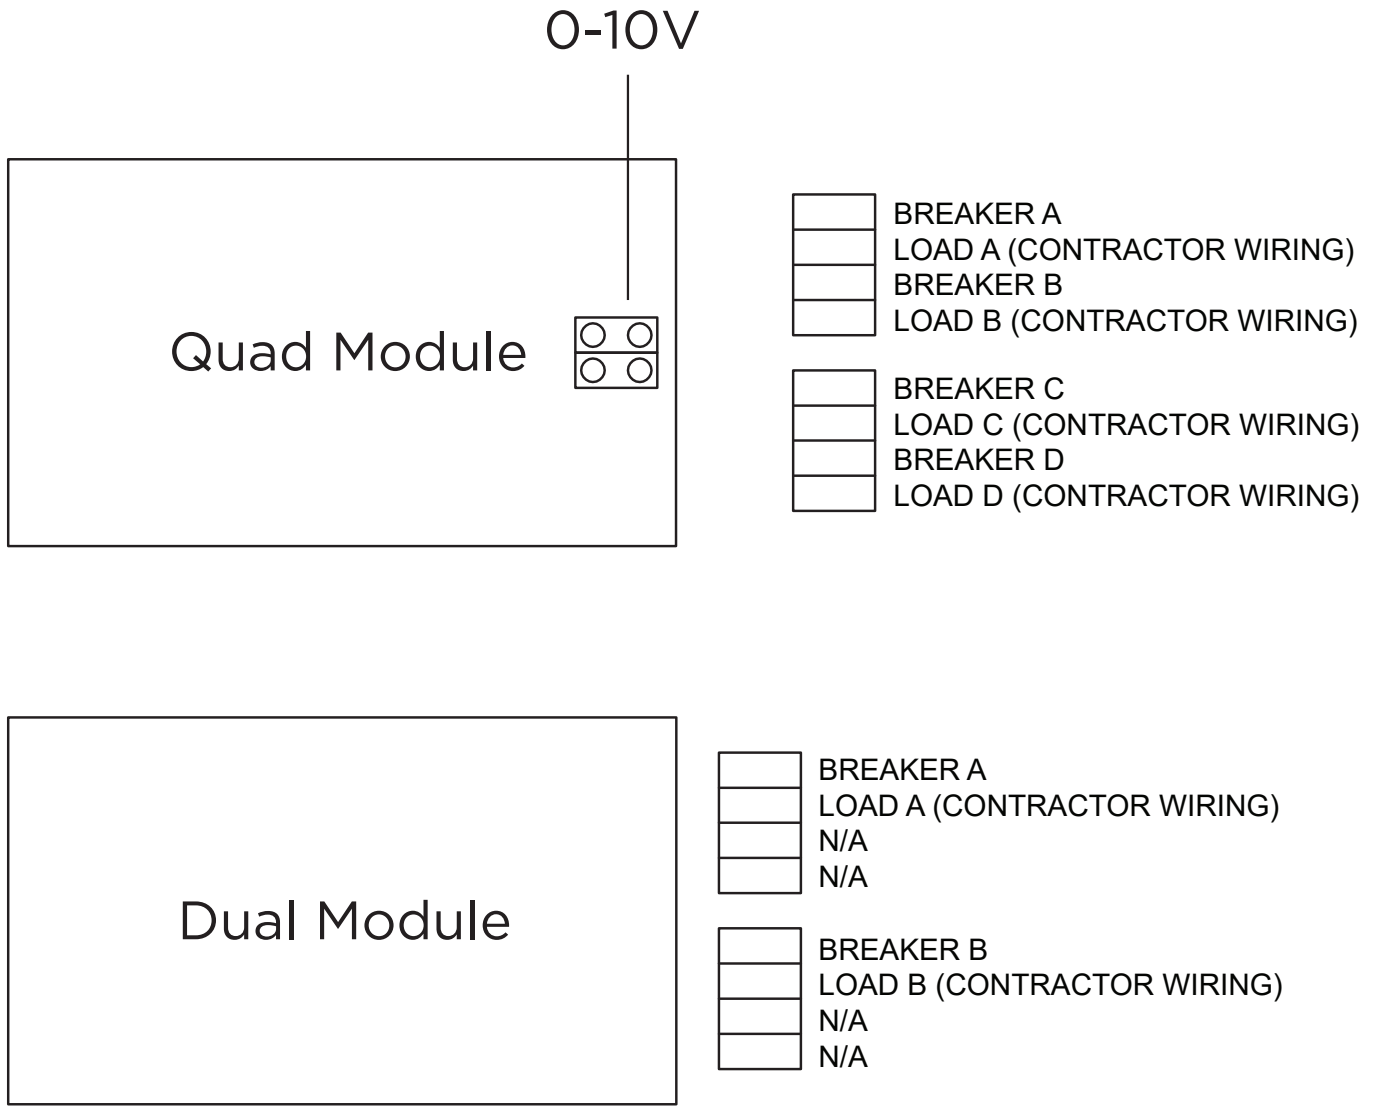 0-10V
Quad Module
BREAKER A
LOAD A (CONTRACTOR WIRING)
BREAKER B
LOAD B (CONTRACTOR WIRING)
BREAKER C
LOAD C (CONTRACTOR WIRING)
BREAKER D
LOAD D (CONTRACTOR WIRING)
Dual Module
BREAKER A
LOAD A (CONTRACTOR WIRING)
N/A
N/A
BREAKER B
LOAD B (CONTRACTOR WIRING)
N/A
N/A